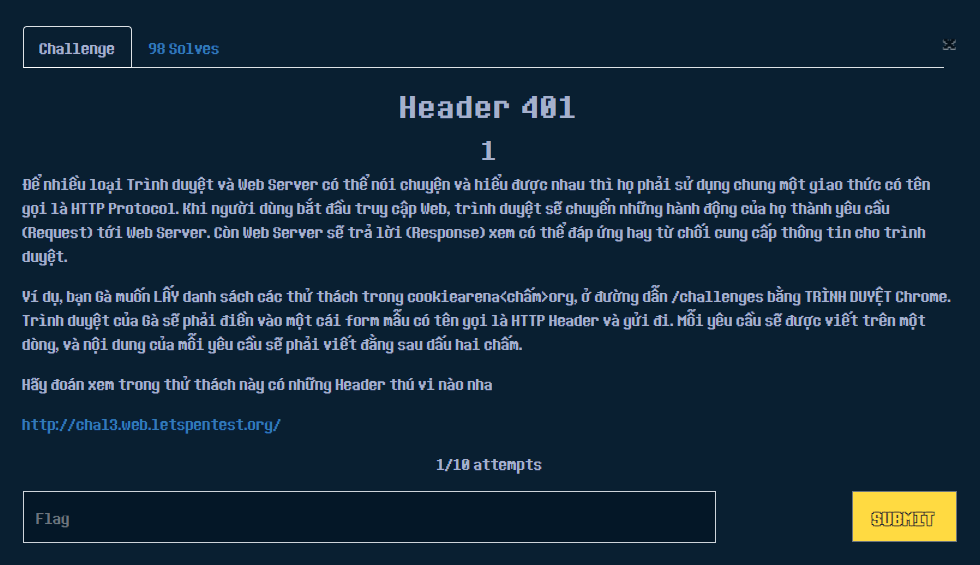 Challenge
98 Solves
Header 401
1
Để nhiều loại Trình duyệt và Web Server có thể nói chuyện và hiểu được nhau thì họ phải sử dụng chung một giao thức có tên
gọi là HTTP Protocol. Khi người dùng bắt đầu truy cập Web, trình duyệt sẽ chuyển những hành động của họ thành yêu cầu
(Request) tới Web Server. Còn Web Server sẽ trả lời (Response) xem có thể đáp ứng hay từ chối cung cấp thông tin cho trình
duyệt.
Ví dụ, bạn Gà muốn LẤY danh sách các thử thách trong cookiearena<chấm>org, ở đường dẫn /challenges bằng TRÌNH DUYỆT Chrome.
Trình duyệt của Gà sẽ phải điền vào một cái form mẫu có tên gọi là HTTP Header và gửi đi. Mỗi yêu cầu sẽ được viết trên một
dòng, và nội dung của mỗi yêu cầu sẽ phải viết đằng sau dấu hai chấm.
Hãy đoán xem trong thử thách này có những Header thú vi nào nha
http://chal3.web.letspentest.org/
1/10 attempts
Flag
SUBMIT